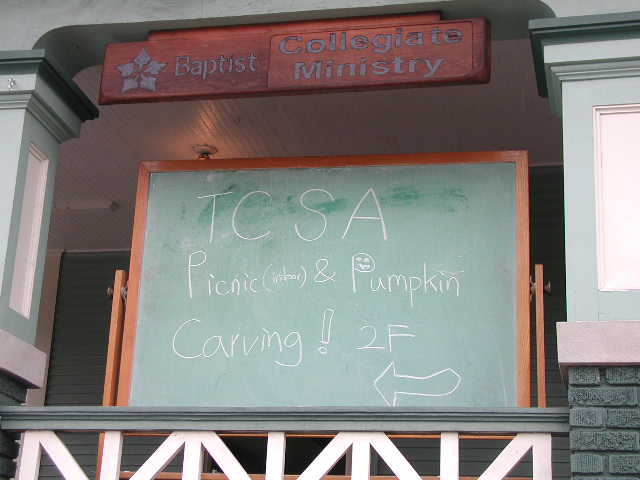 Baptist Collegiate
Ministry
TCSA
Picnic (indoor) & Pumpkin
Carving! 2F